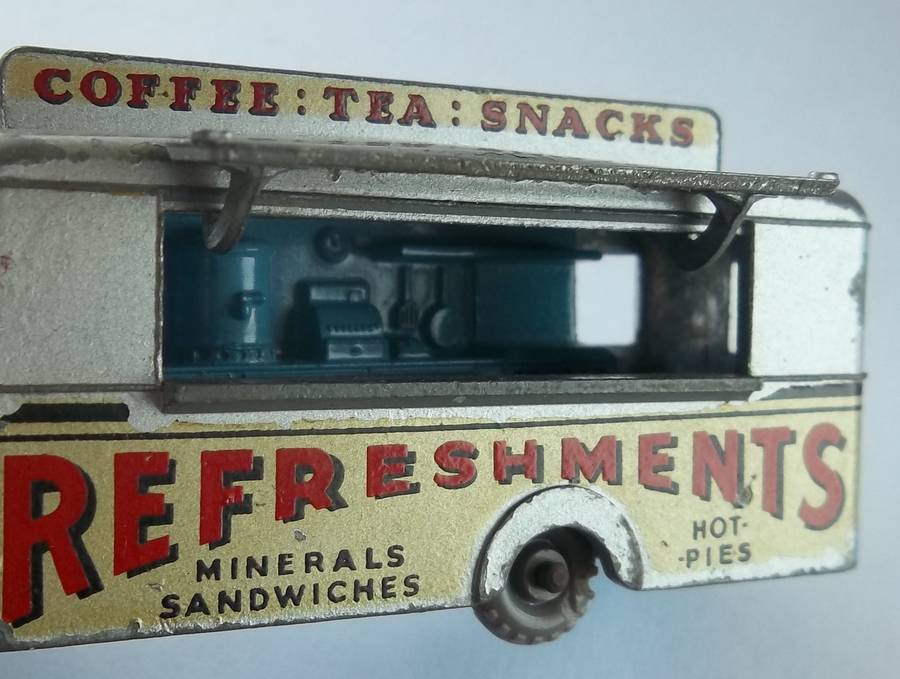 COFFEE : TEA : SNACKS
REFRESHMENTS
MINERALS
SANDWICHES
HOT-
-PIES